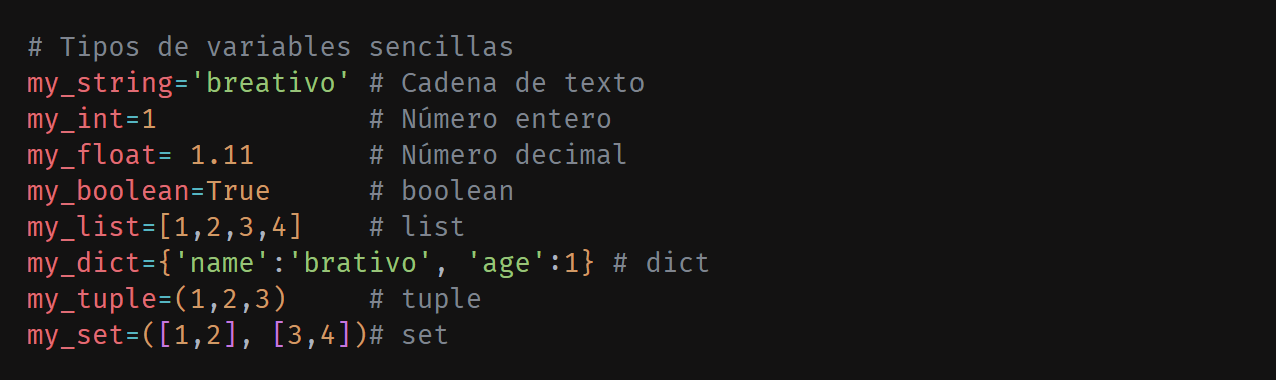 # Tipos de variables sencillas
my_string='breativo' # Cadena de texto
my_int=1             # Número entero
my_float= 1.11       # Número decimal
my_boolean=True      # boolean
my_list=[1,2,3,4]    # list
my_dict={'name':'brativo', 'age':1} # dict
my_tuple=(1,2,3)     # tuple
my_set=([1,2], [3,4])# set